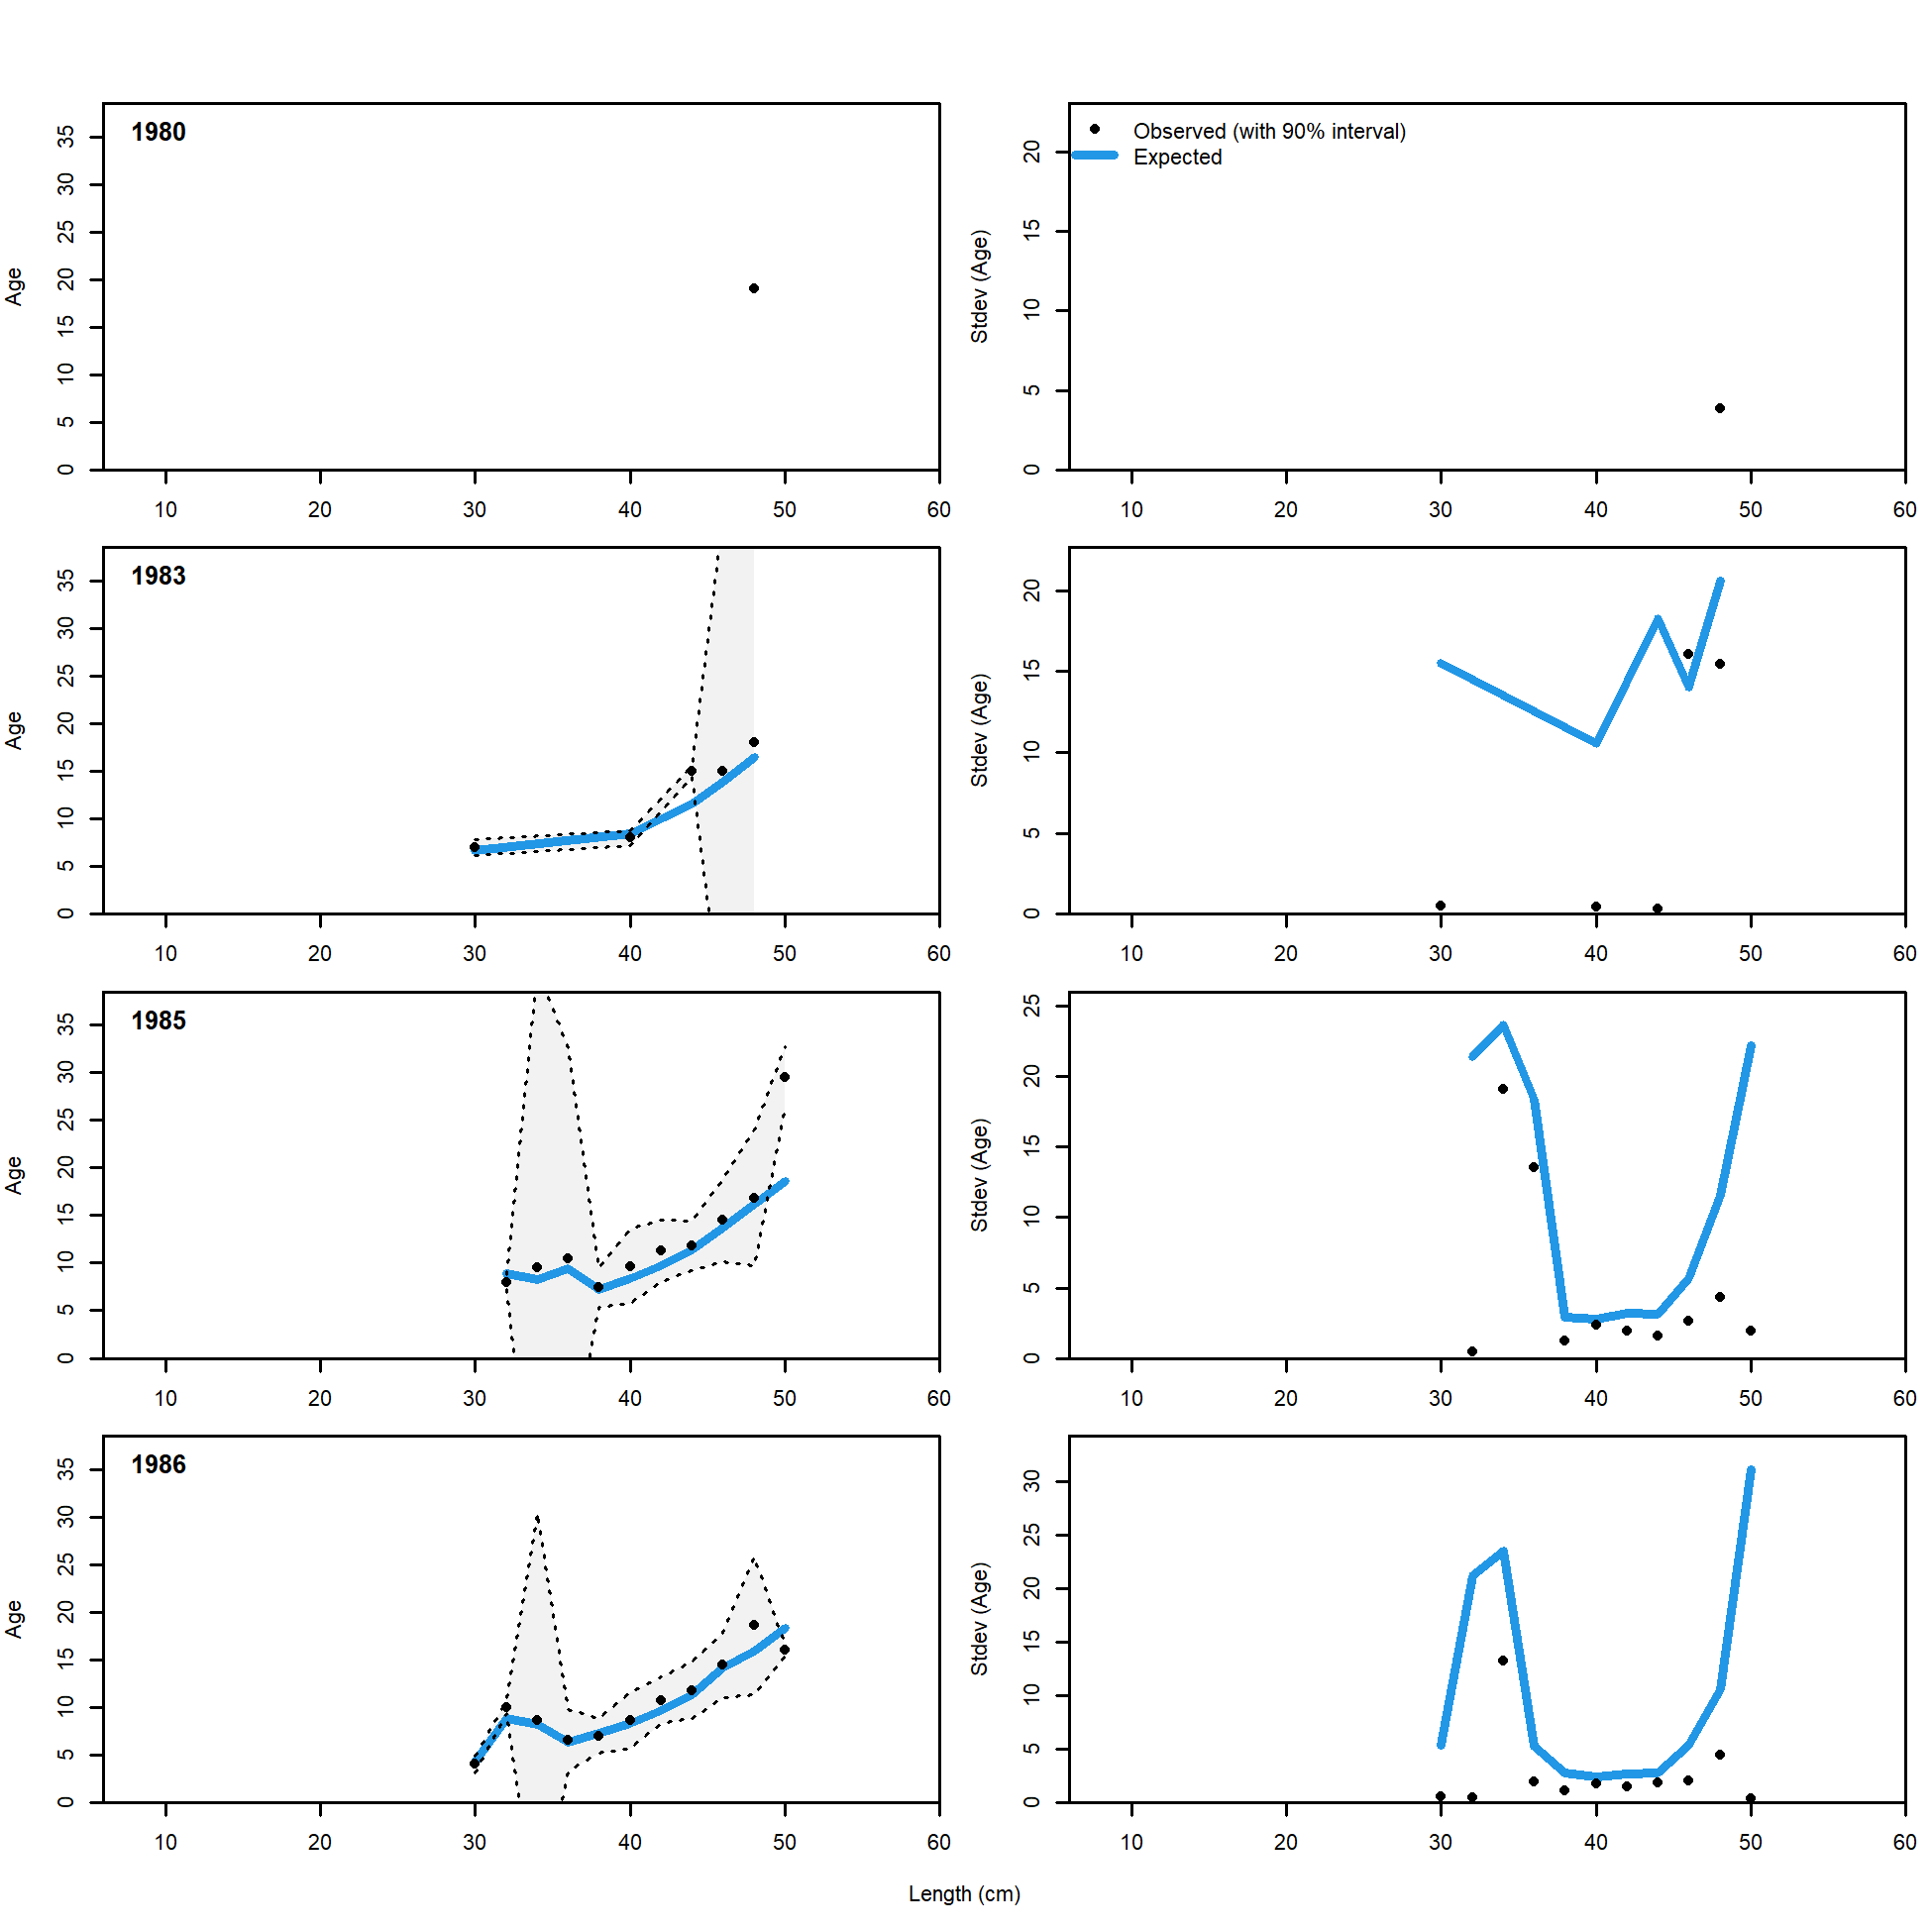 1980
Age
0 5 10 15 20 25 30 35
10 20 30 40 50 60
Observed (with 90% interval)
Expected
Stdev (Age)
0 5 10 15 20
10 20 30 40 50 60
1983
Age
0 5 10 15 20 25 30 35
10 20 30 40 50 60
Stdev (Age)
0 5 10 15 20
10 20 30 40 50 60
1985
Age
0 5 10 15 20 25 30 35
10 20 30 40 50 60
Stdev (Age)
0 5 10 15 20 25
10 20 30 40 50 60
1986
Age
0 5 10 15 20 25 30 35
10 20 30 40 50 60
Stdev (Age)
0 5 10 15 20 25 30
10 20 30 40 50 60
Length (cm)